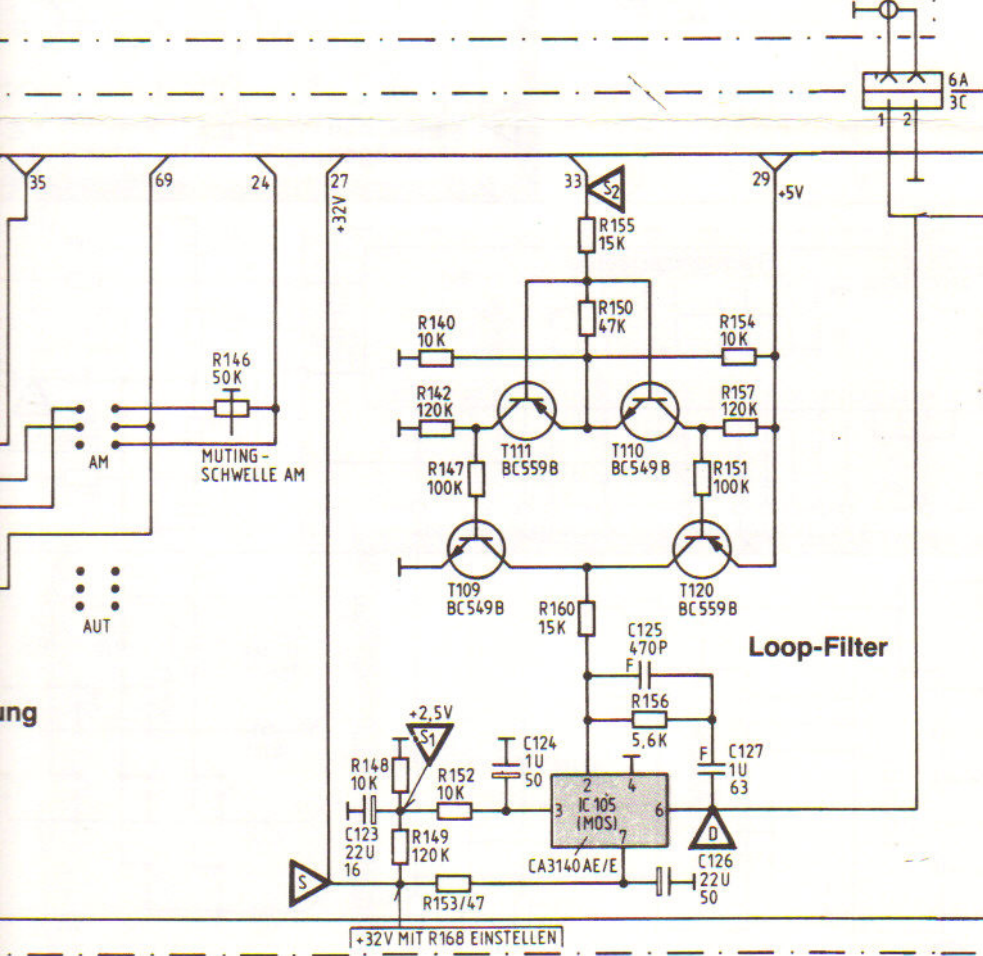 6A
3C
1 2
35
69
24
27
+32V
33
S2
29
+5V
R155
15K
R150
47K
R140
10K
R154
10K
R146
50K
R142
120K
R157
120K
AM
MUTING-
SCHWELLE AM
T111
BC559B
T110
BC549B
R147
100K
R151
100K
T109
BC549B
T120
BC559B
AUT
R160
15K
C125
470P
F
Loop-Filter
ung
R156
5,6K
+2,5V
S1
C124
1U
50
F
C127
1U
63
R148
10K
R152
10K
2 4
3
IC 105
(MOS)
6
7
D
C123
22U
16
R149
120K
CA3140AE/E
C126
22U
50
S
R153/47
+32V MIT R168 EINSTELLEN